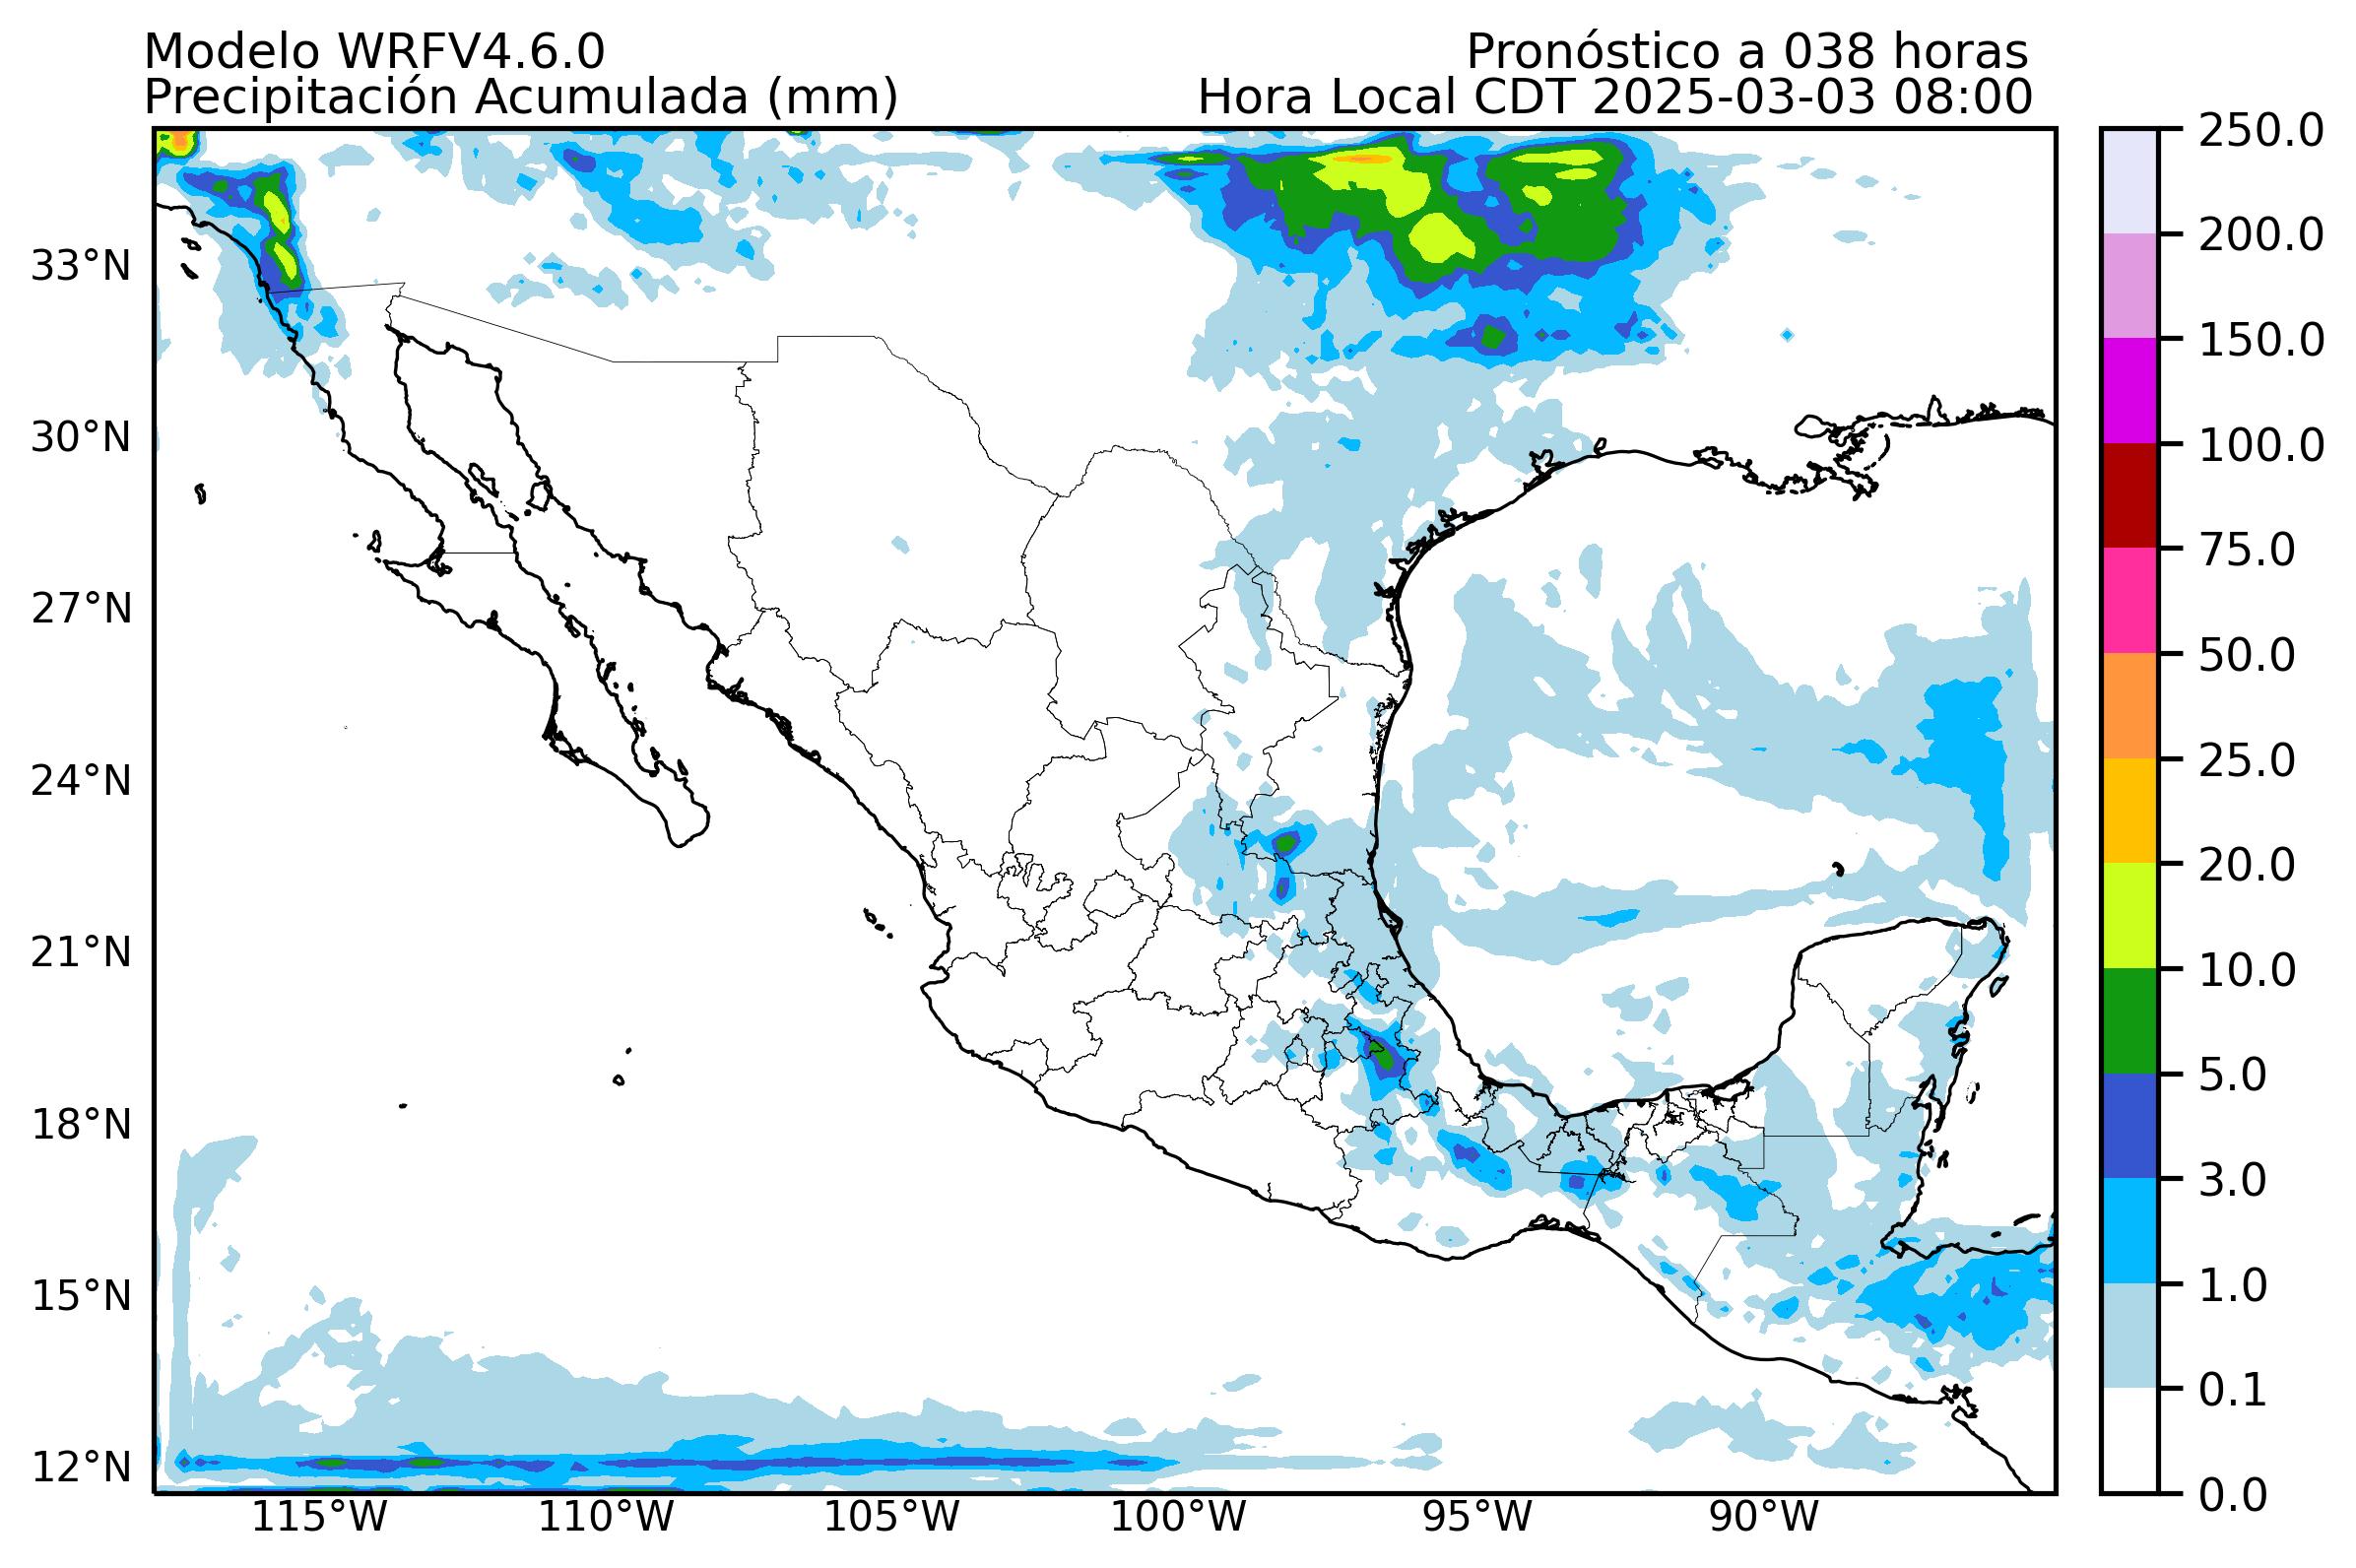 Modelo WRFV4.6.0
Pronóstico a 038 horas
Precipitación Acumulada (mm)
Hora Local CDT 2025-03-03 08:00
33°N
30°N
27°N
24°N
21°N
18°N
15°N
12°N
115°W
110°W
105°W
100°W
95°W
90°W
250.0
200.0
150.0
100.0
75.0
50.0
25.0
20.0
10.0
5.0
3.0
1.0
0.1
0.0